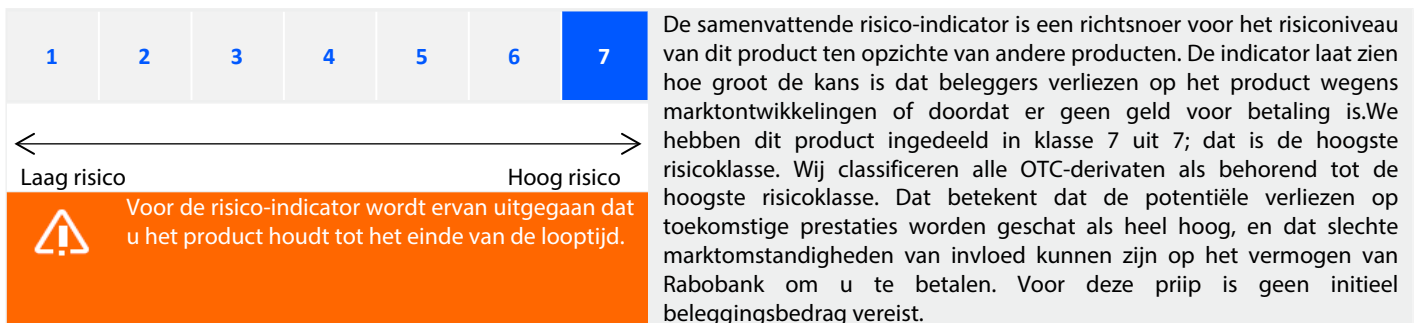 1 2 3 4 5 6 7
Laag risico Hoog risico
Voor de risico-indicator wordt ervan uitgegaan dat
u het product houdt tot het einde van de looptijd.
De samenvattende risico-indicator is een richtsnoer voor het risiconiveau
van dit product ten opzichte van andere producten. De indicator laat zien
hoe groot de kans is dat beleggers verliezen op het product wegens
marktontwikkelingen of doordat er geen geld voor betaling is.We
hebben dit product ingedeeld in klasse 7 uit 7; dat is de hoogste
risicoklasse. Wij classificeren alle OTC-derivaten als behorend tot de
hoogste risicoklasse. Dat betekent dat de potentiële verliezen op
toekomstige prestaties worden geschat als heel hoog, en dat slechte
marktomstandigheden van invloed kunnen zijn op het vermogen van
Rabobank om u te betalen. Voor deze priip is geen initieel
beleggingsbedrag vereist.